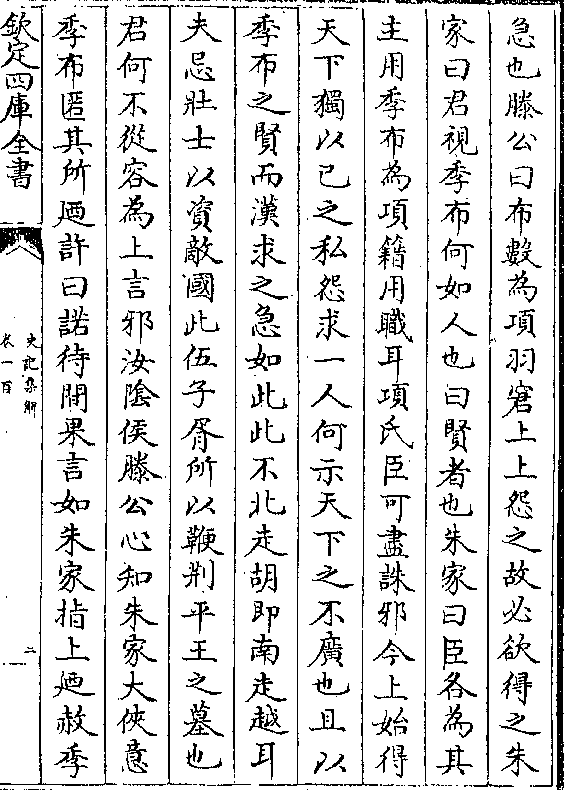 急也滕公曰布數為項羽窘上上怨之故必欲得之朱
家曰君視季布何如人也曰賢者也朱家曰臣各為其
主用季布為項籍用職耳項氏臣可盡誅邪今上始得
天下獨以已之私怨求一人何示天下之不廣也且以
季布之賢而漢求之急如此此不北走胡即南走越耳
夫忌壯士以資敵國此伍子胥所以鞭荆平王之墓也
君何不從容為上言邪汝陰侯滕公心知朱家大俠意
季布匿其所廼許曰諾待閒果言如朱家指上廼赦季
欽定四庫全書
史記集解
卷一百
二